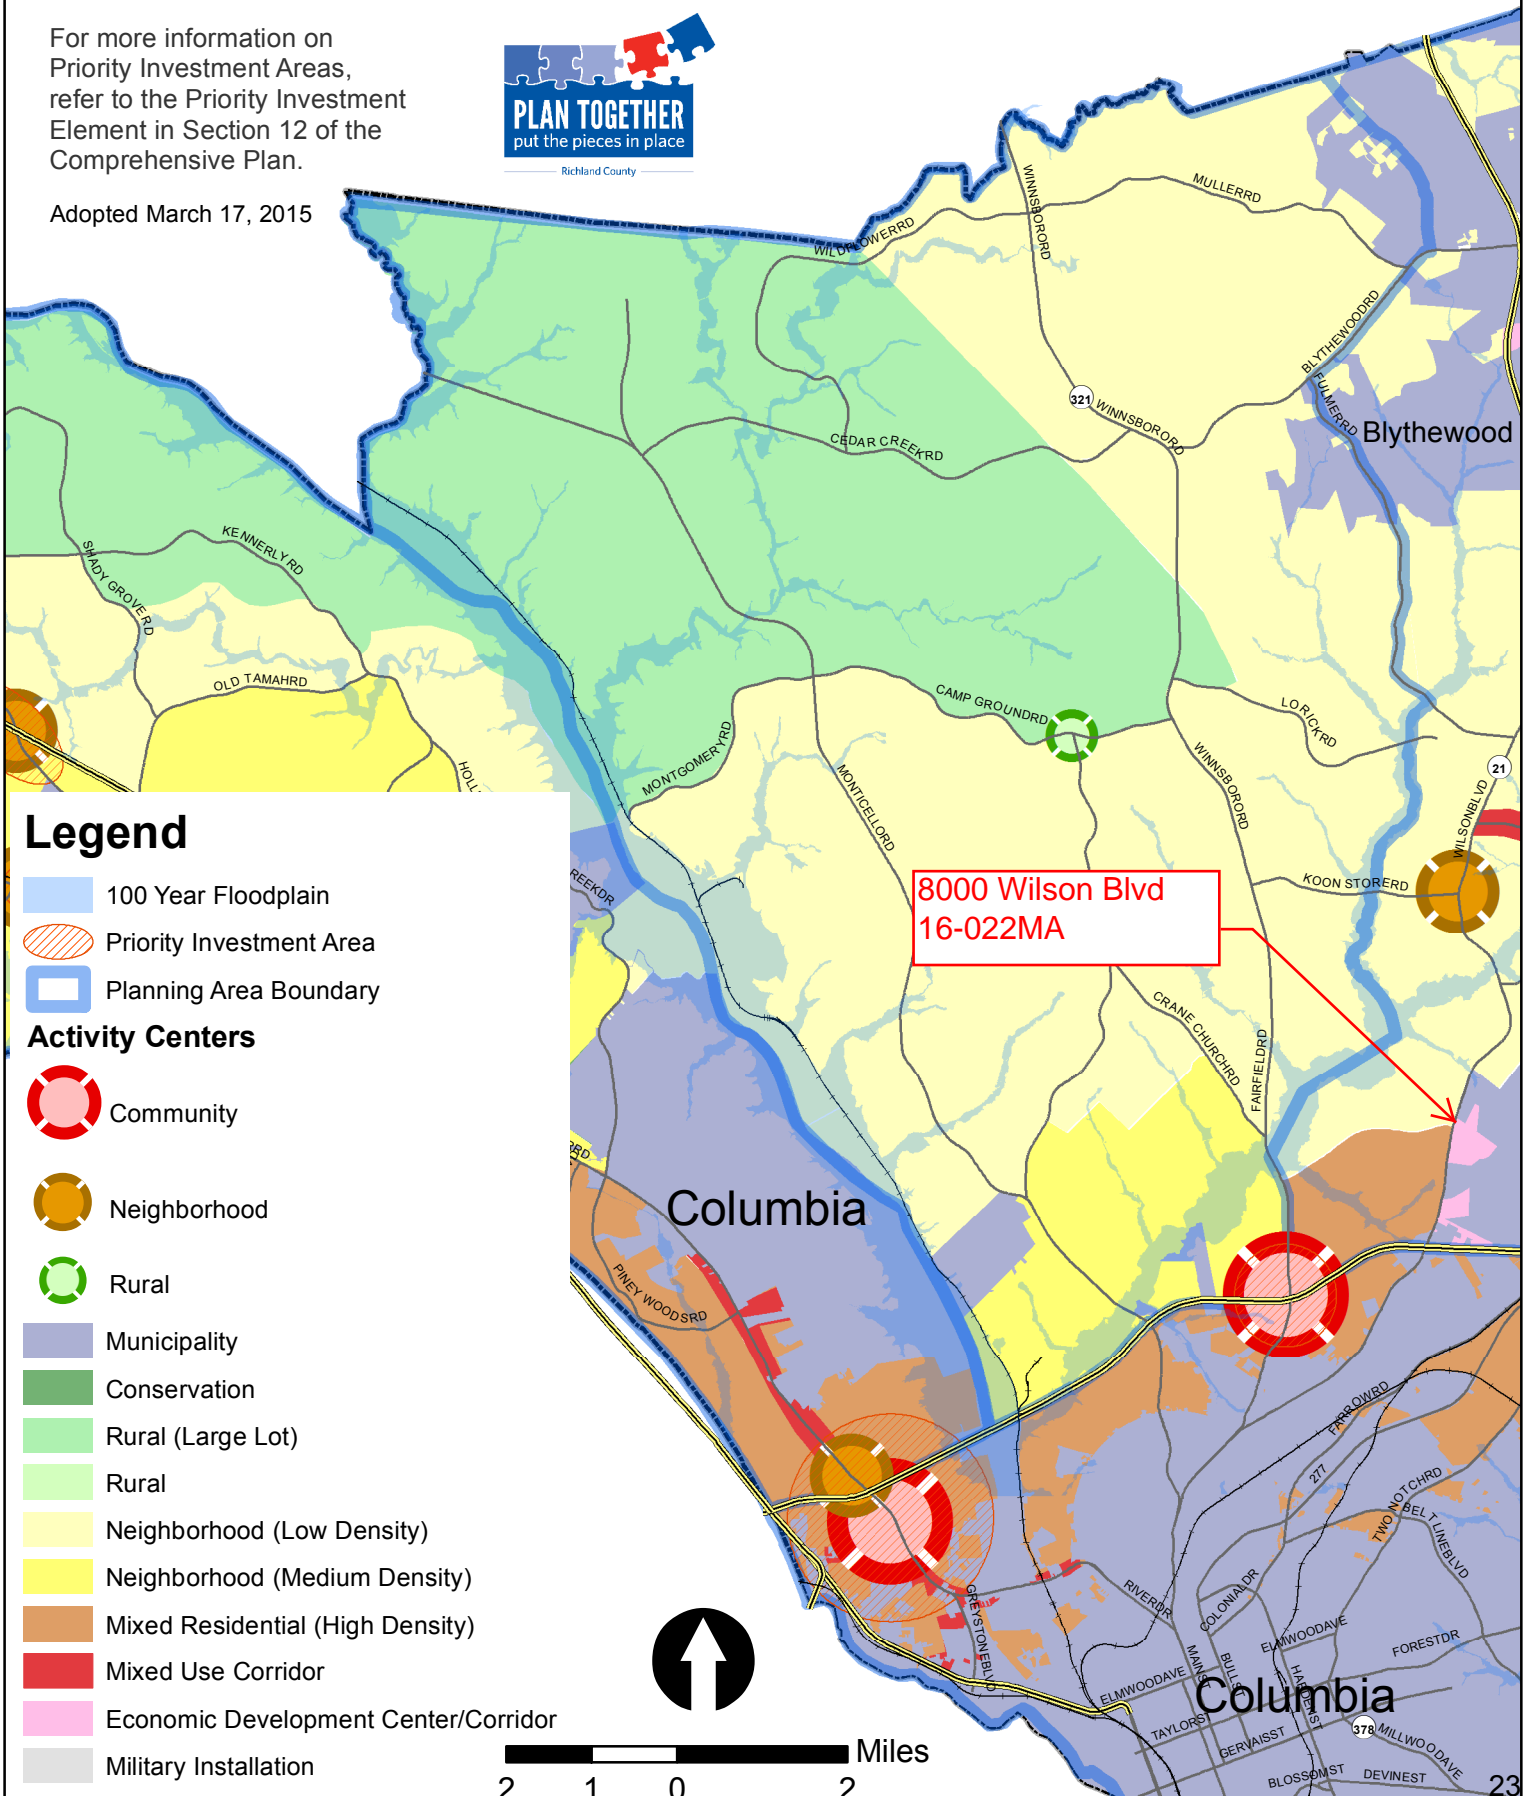 For more information on
Priority Investment Areas,
refer to the Priority Investment
Element in Section 12 of the
Comprehensive Plan.
Adopted March 17, 2015
PLAN TOGETHER
put the pieces in place
Richland County
WINNSBORORD
MULLERRD
WILDFLOWERRD
BLYTHEWOODRD
FULMERRD
321
WINNSBORORD
Blythewood
CEDAR CREEKRD
KENNERLYRD
SHADY GROVERD
OLD TAMAHRD
CAMP GROUNDRD
LORICKRD
MONTGOMERYRD
WINNSBORORD
MONTICELLORD
21
WILSONBLVD
HOLL
KOON STORERD
REEKDR
8000 Wilson Blvd
16-022MA
CRANE CHURCHRD
FAIRFIELDRD
Columbia
PINEY WOODSRD
FARROWRD
277
TWO NOTCHRD
BELTLINEBLVD
GREYSTONEBLVD
RIVERDR
COLONIALDR
ELMWOODAVE
FORESTDR
MAINST
BULLST
HARDENST
ELMWOODAVE
Columbia
TAYLORST
GERVAISST
378
MILLWOODAVE
BLOSSOMST
DEVINEST
23
Legend
100 Year Floodplain
Priority Investment Area
Planning Area Boundary
Activity Centers
Community
Neighborhood
Rural
Municipality
Conservation
Rural (Large Lot)
Rural
Neighborhood (Low Density)
Neighborhood (Medium Density)
Mixed Residential (High Density)
Mixed Use Corridor
Economic Development Center/Corridor
Military Installation
Miles
2 1 0 2